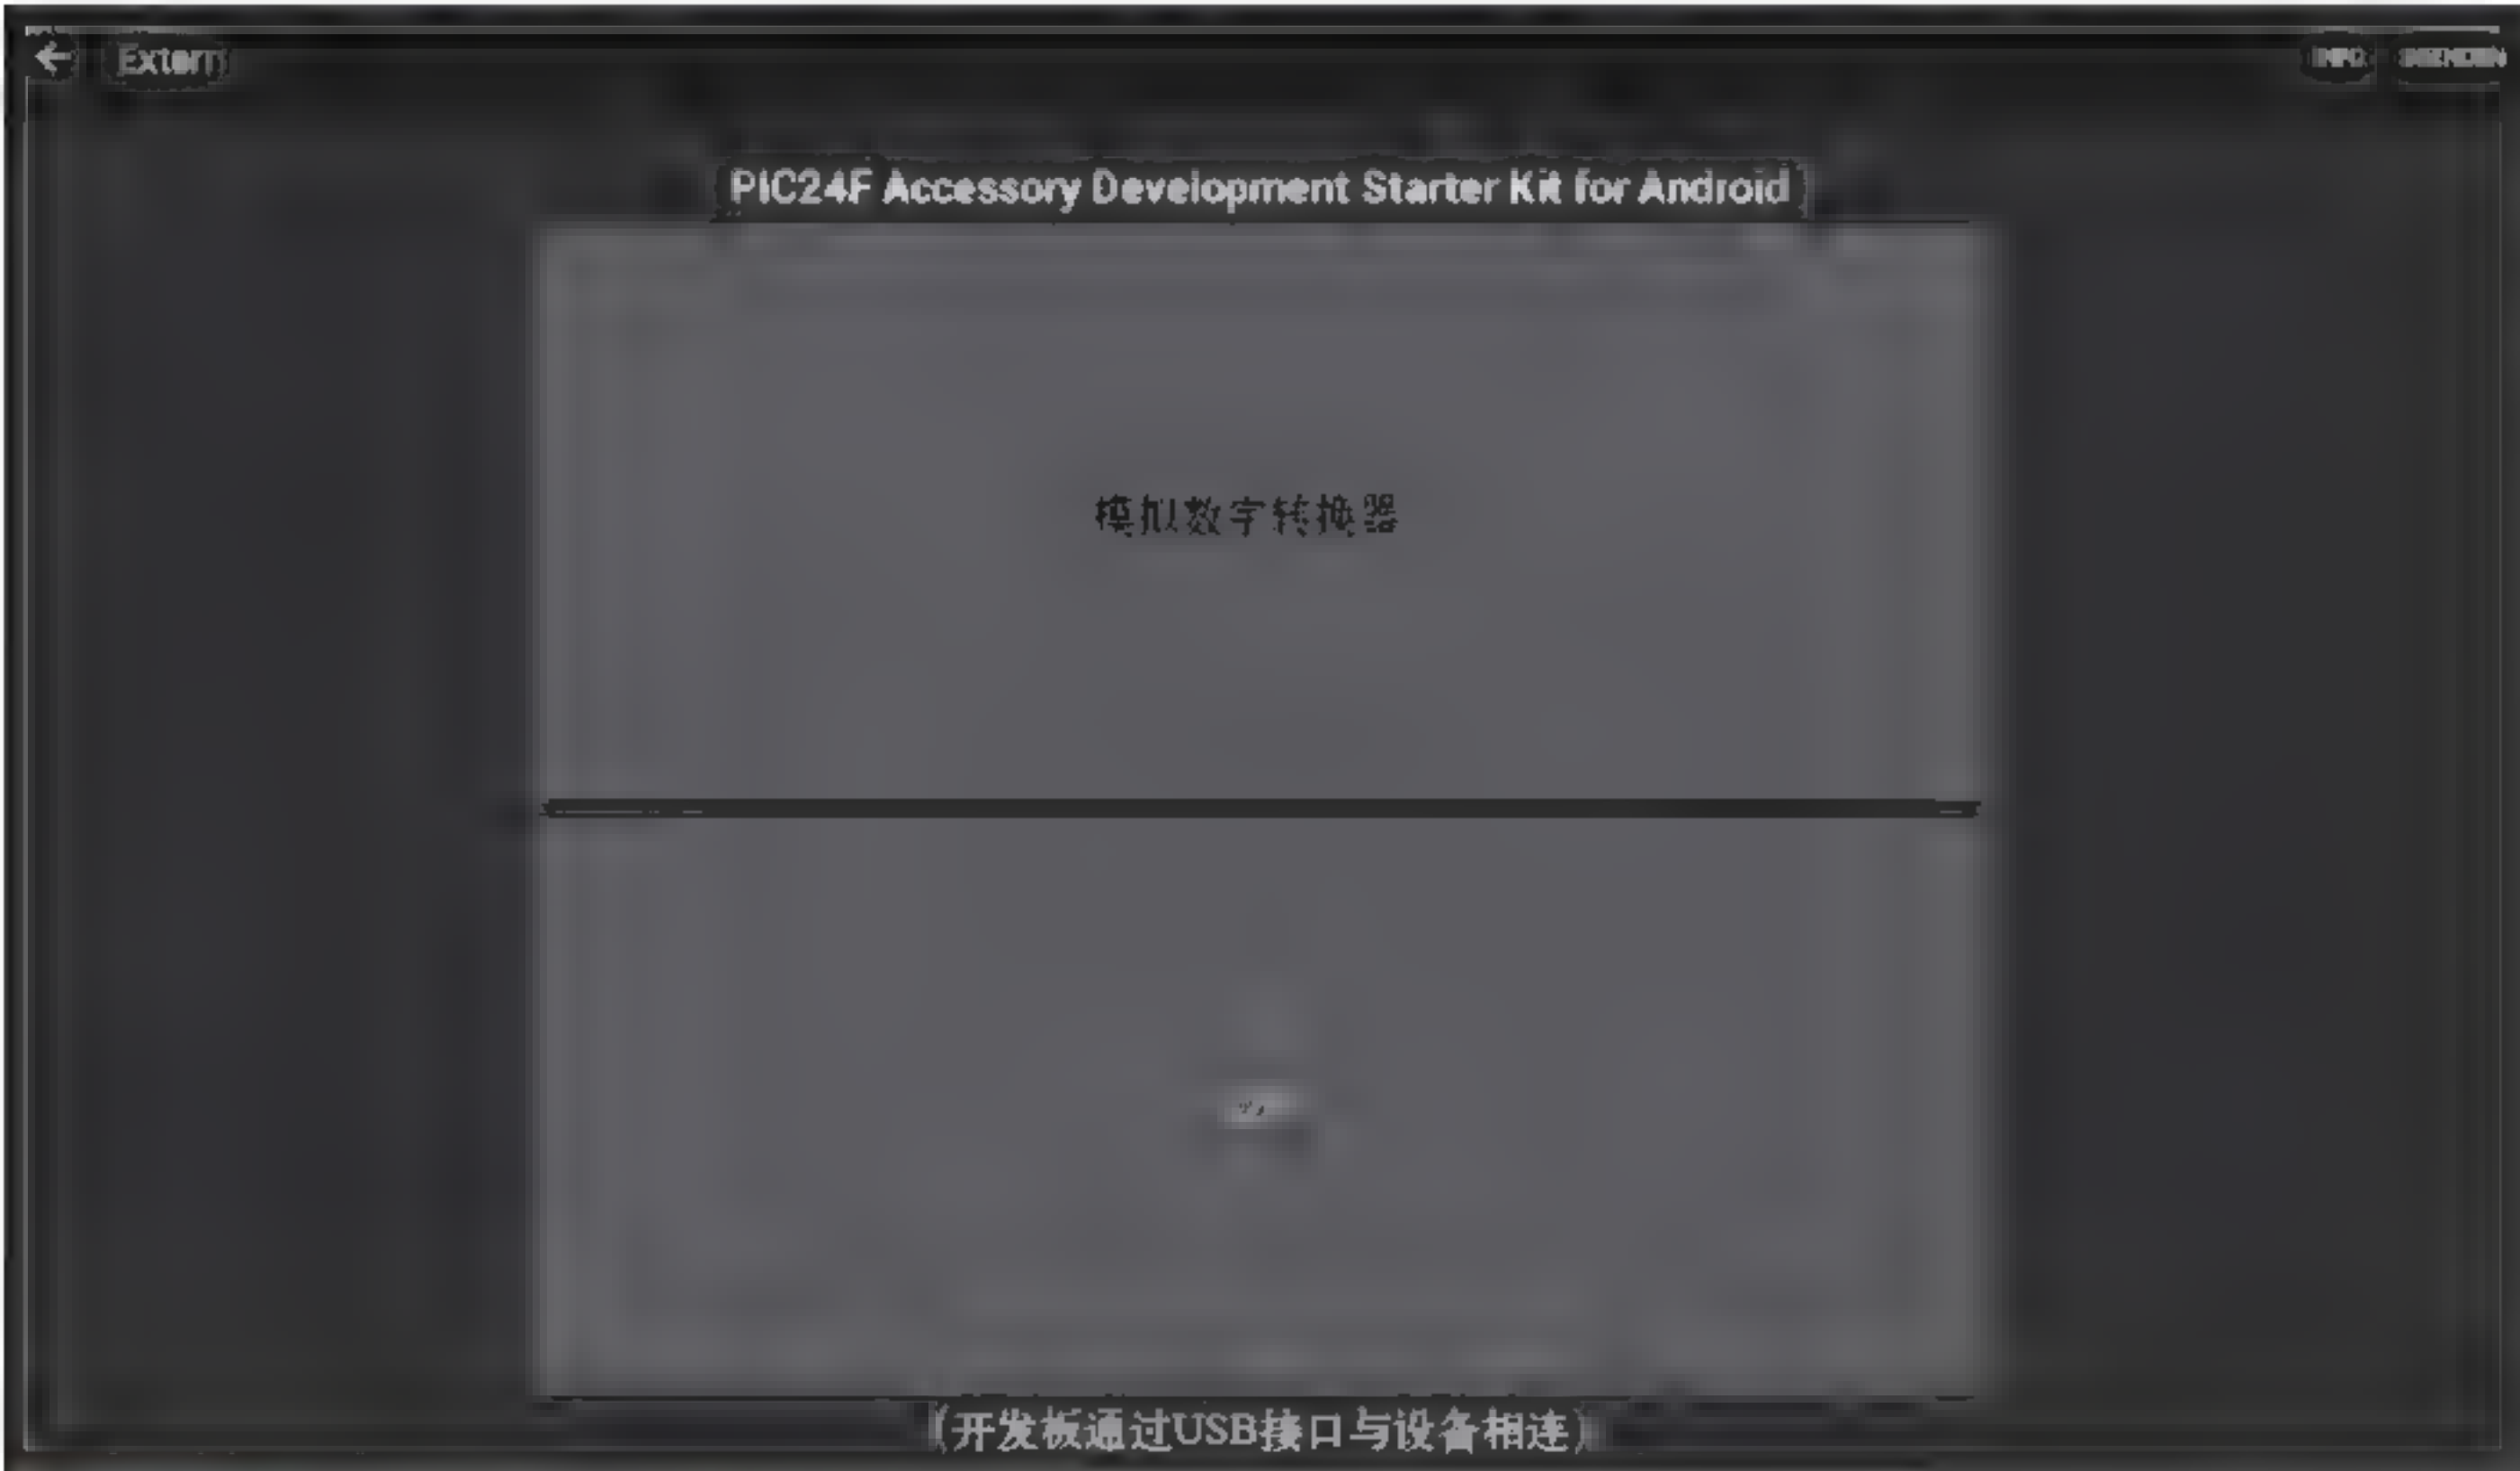 Extern
PIC24F Accessory Development Starter Kit for Android
模拟数字转换器
(开发板通过USB接口与设备相连)